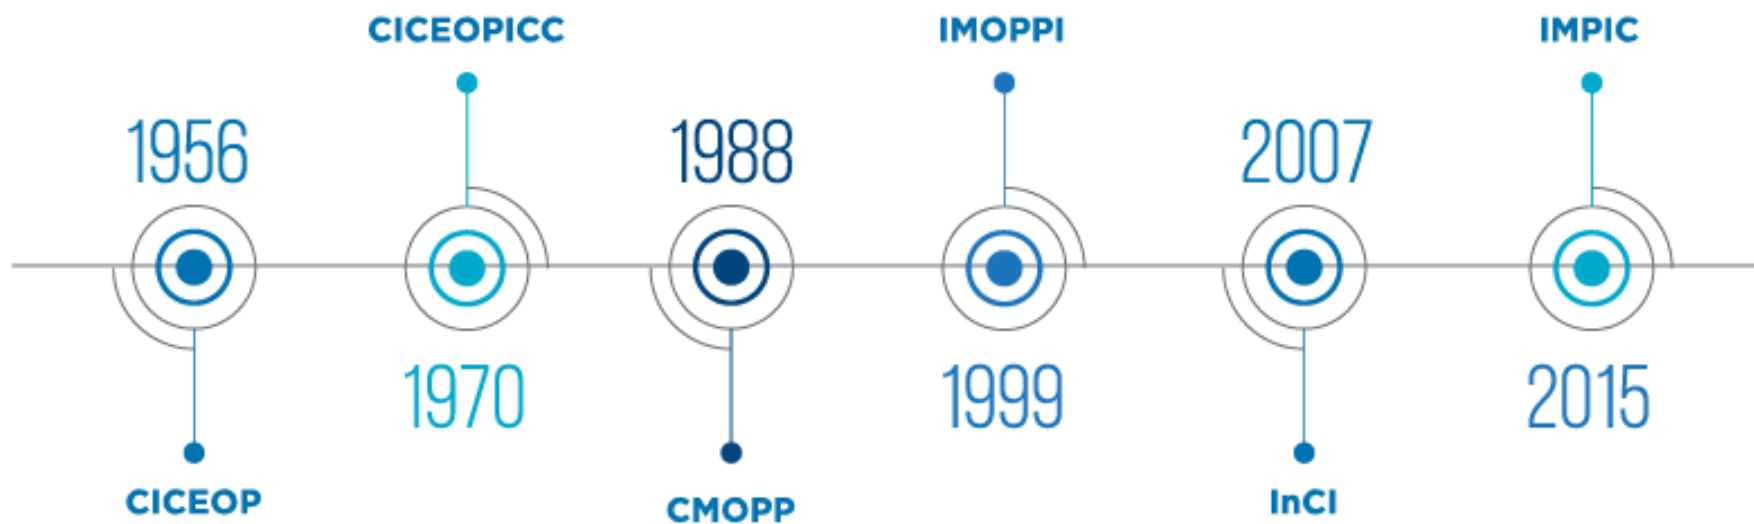 CICEOPICC
IMOPPI
IMPIC
1956
1988
2007
1970
1999
2015
CICEOP
CMOPP
InCI